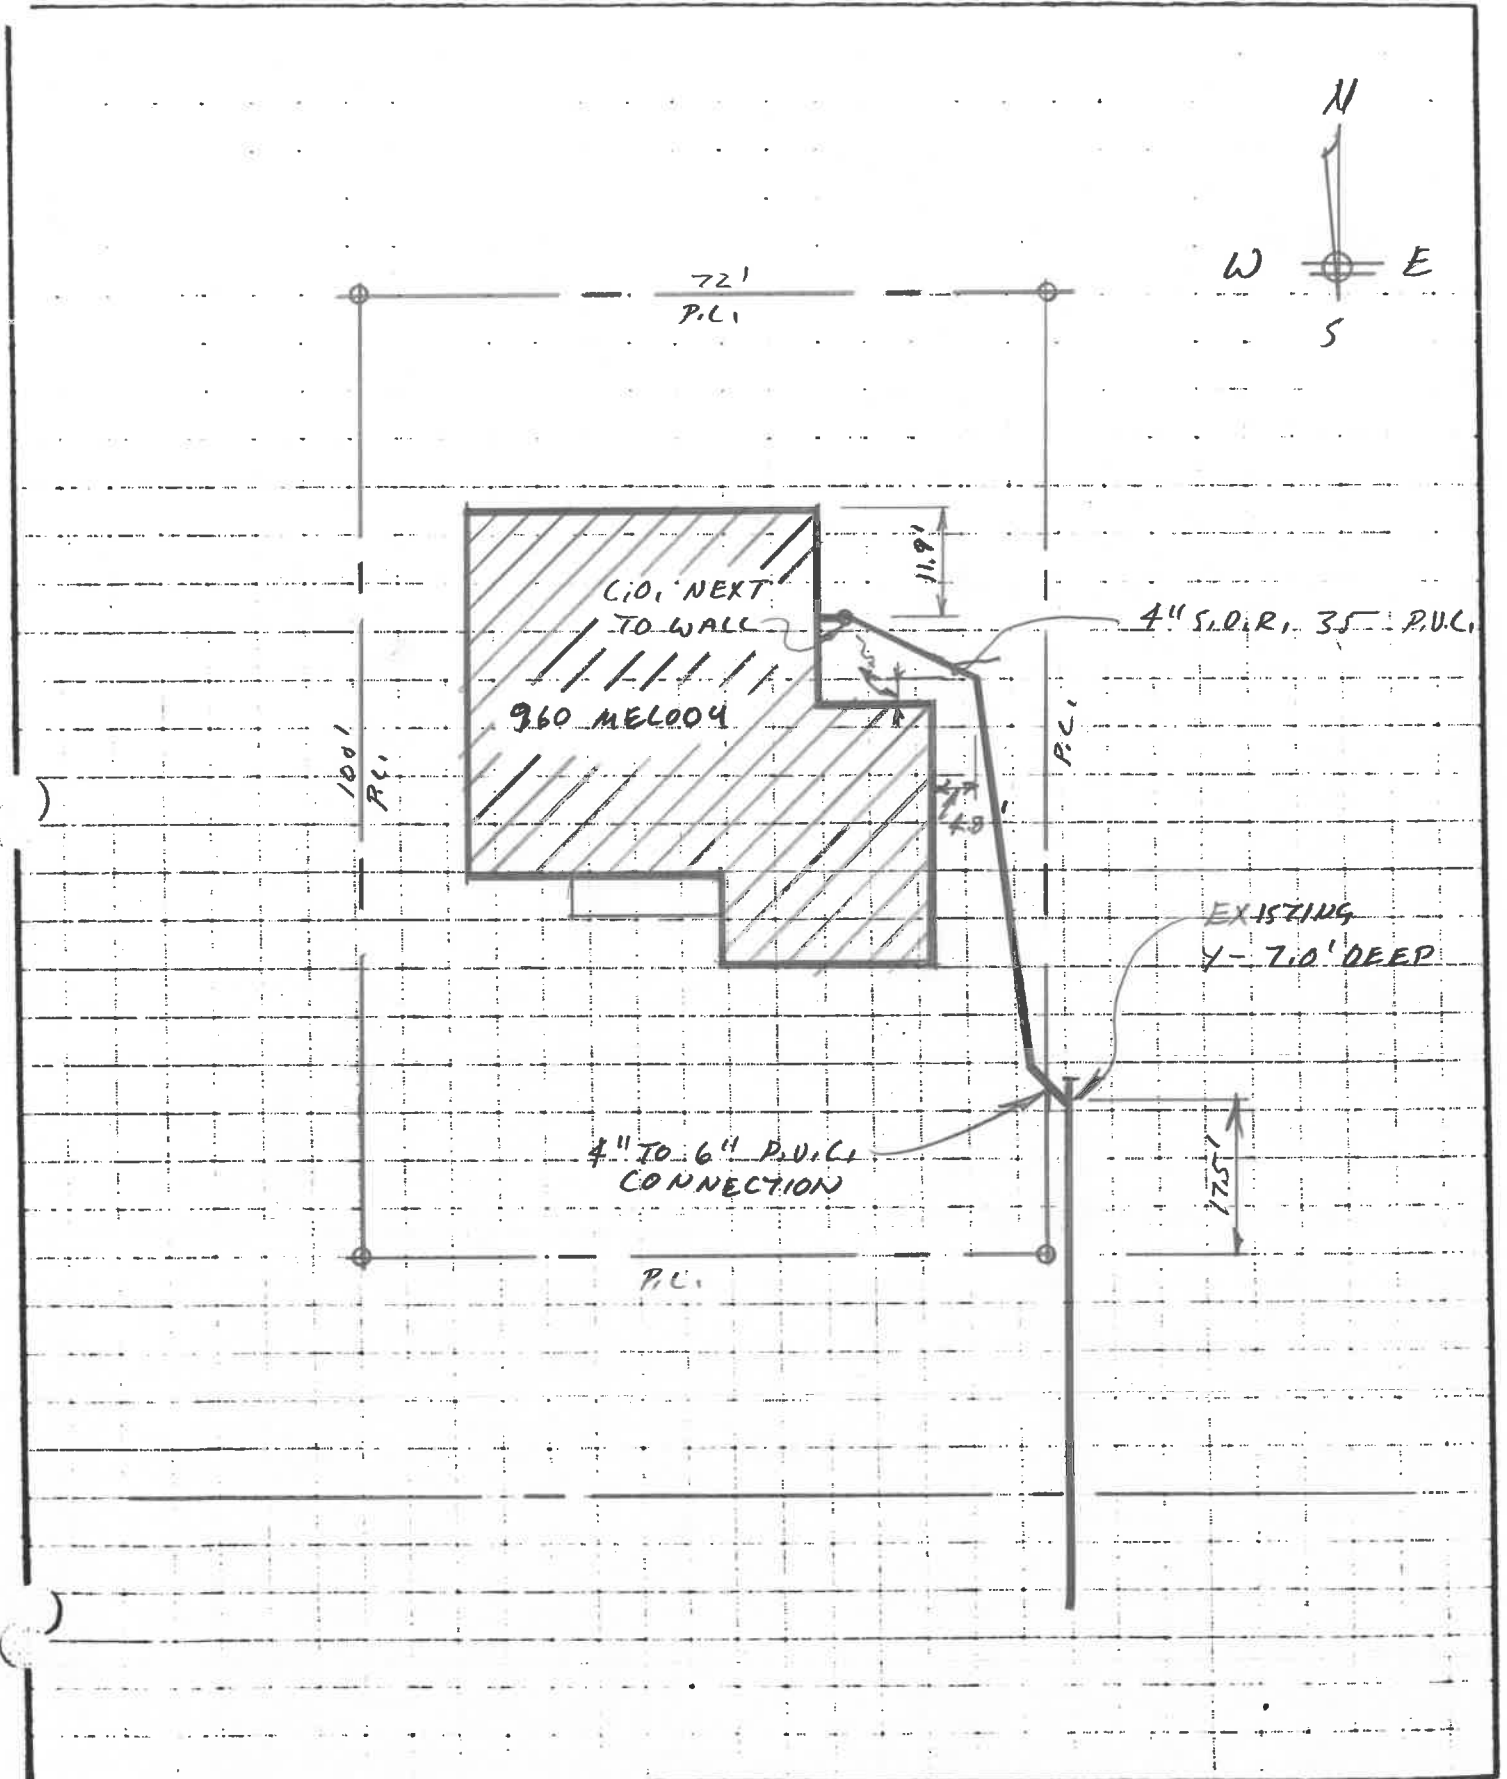 N
W E
S
72'
P.L.
11.9'
C.O. NEXT
TO WALL
4" S.D.R. 35 P.V.C.
960 MELODY
100'
P.L.
P.L.
4.8'
EXISTING
Y - 7.0' DEEP
4" TO 6" P.V.C.
CONNECTION
17.5'
P.L.